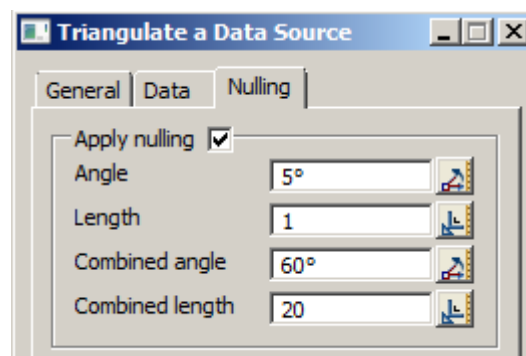 Triangulate a Data Source
General Data Nulling
Apply nulling
Angle 5°
Length 1
Combined angle 60°
Combined length 20